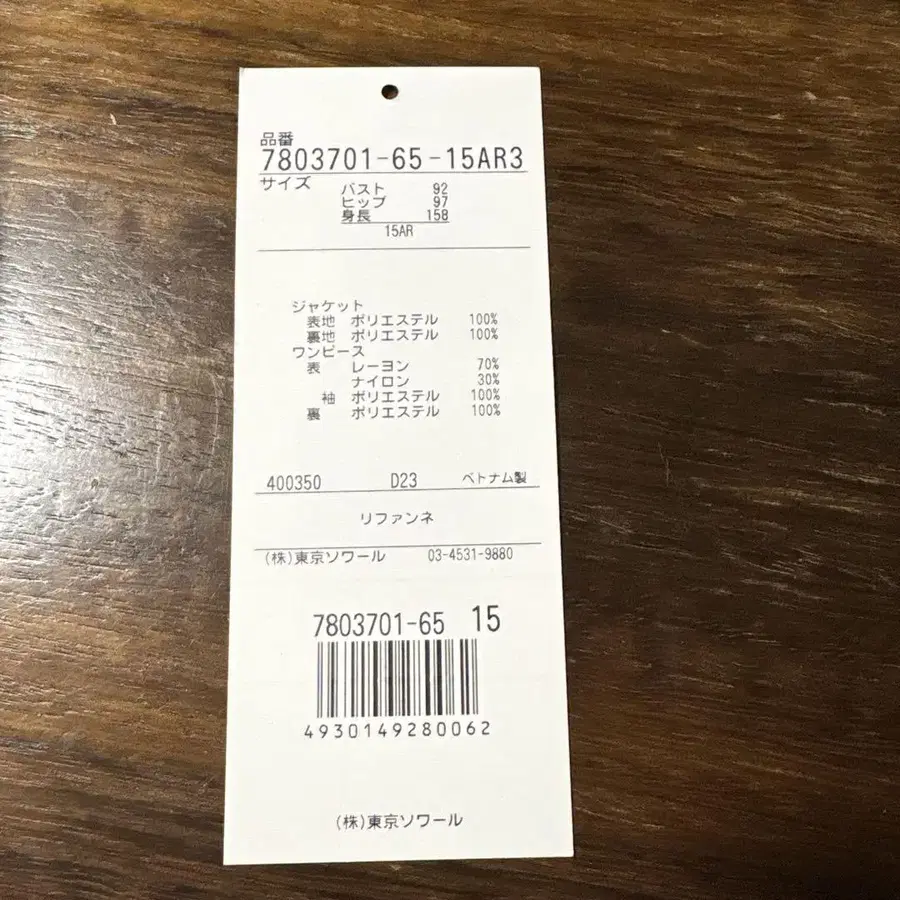 品番
7803701-65-15AR3
サイズ
バスト 92
ヒップ 97
身長 158
15AR
ジャケット
表地 ポリエステル 100%
裏地 ポリエステル 100%
ワンピース
表 レーヨン 70%
ナイロン 30%
袖 ポリエステル 100%
裏 ポリエステル 100%
400350 D23 ベトナム製
リファンネ
(株)東京ソワール 03-4531-9880
7803701-65 15
4930149280062
(株)東京ソワール